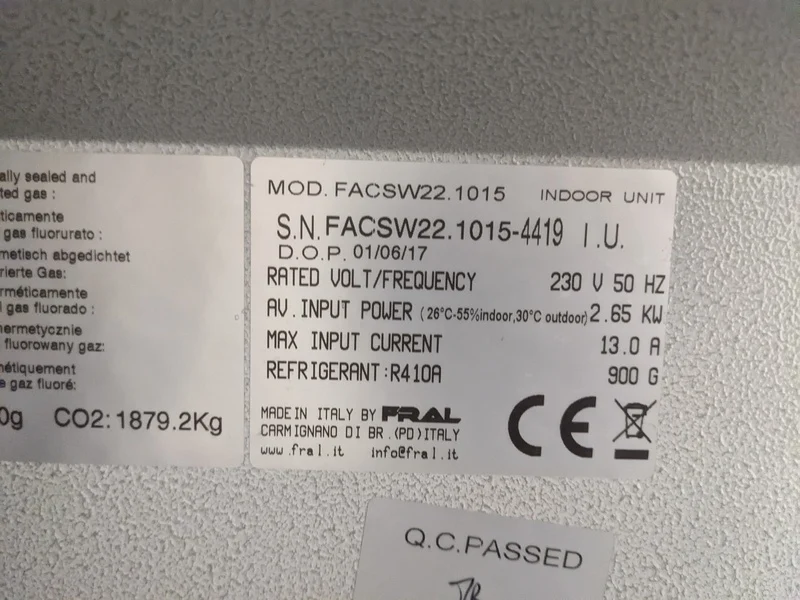 ally sealed and
ted gas :
ticamente
gas fluorurato :
metisch abgedichtet
rierte Gas:
rméticamente
l gas fluorado :
hermetycznie
fluorowany gaz:
métiquement
e gaz fluoré:
0g CO2: 1879.2Kg
MOD. FACSW22.1015 INDOOR UNIT
S.N. FACSW22.1015-4419 I.U.
D.O.P. 01/06/17
RATED VOLT/FREQUENCY 230 V 50 HZ
AV. INPUT POWER (26°C-55%indoor,30°C outdoor) 2.65 KW
MAX INPUT CURRENT 13.0 A
REFRIGERANT:R410A 900 G
MADE IN ITALY BY FRAL
CARMIGNANO DI BR.(PD)ITALY
www.fral.it info@fral.it
CE
Q.C.PASSED